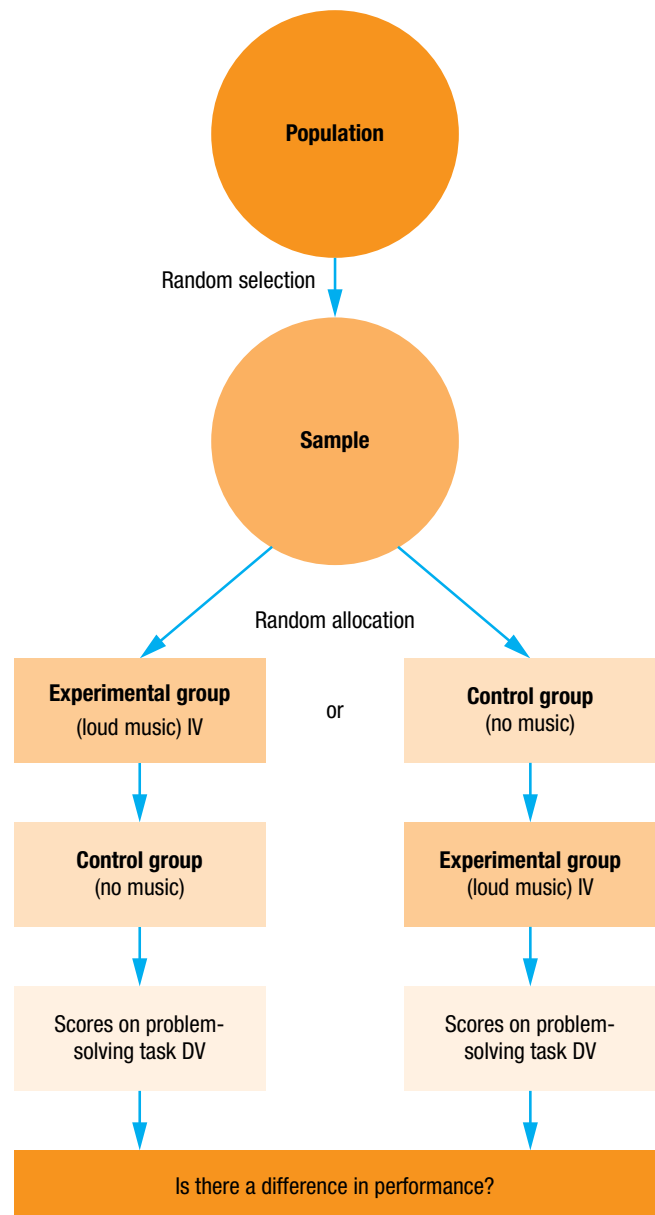 Population
Random selection
Sample
Random allocation
Experimental group
(loud music) IV
or
Control group
(no music)
Control group
(no music)
Experimental group
(loud music) IV
Scores on problem-
solving task DV
Scores on problem-
solving task DV
Is there a difference in performance?